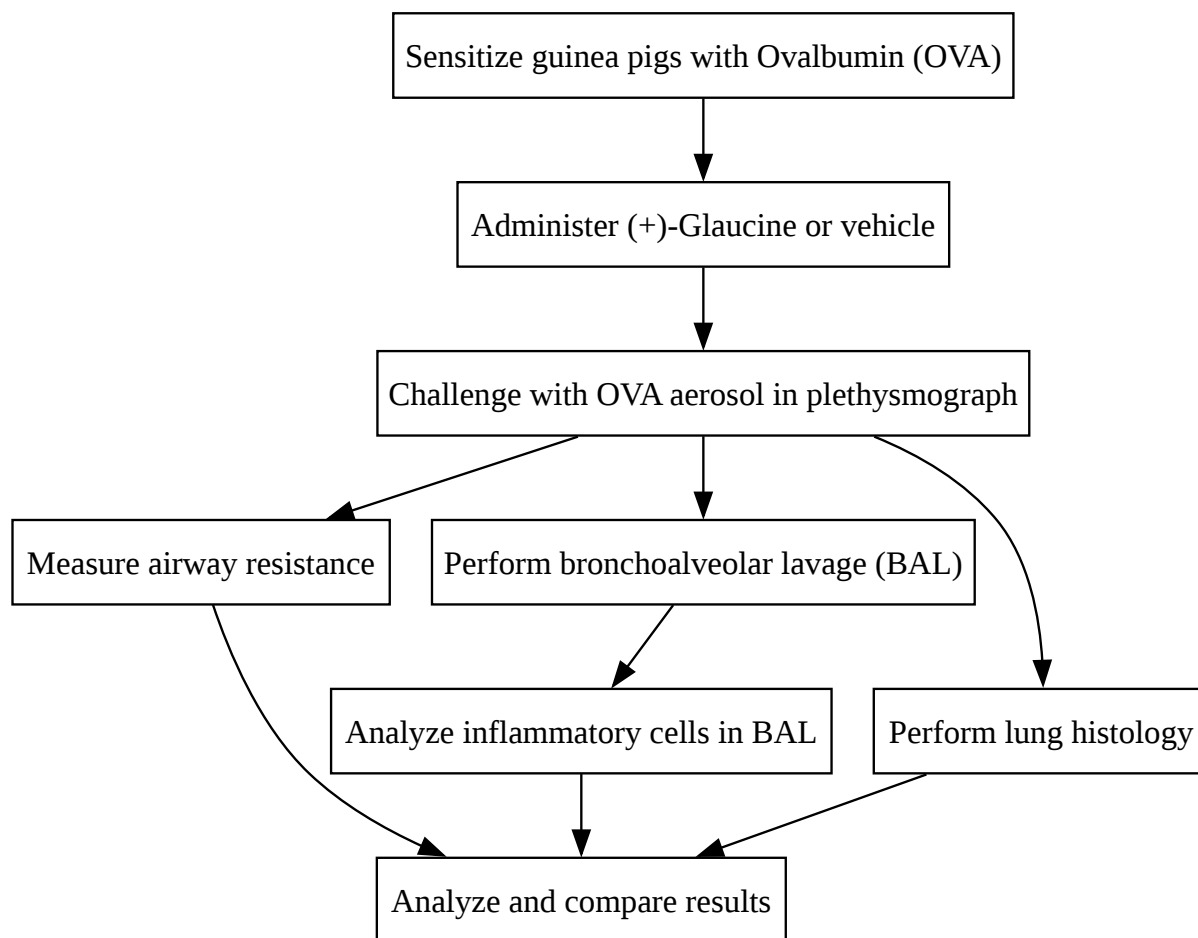 Sensitize guinea pigs with Ovalbumin (OVA)
Administer (+)-Glaucine or vehicle
Challenge with OVA aerosol in plethysmograph
Measure airway resistance
Perform bronchoalveolar lavage (BAL)
Analyze inflammatory cells in BAL
Perform lung histology
Analyze and compare results